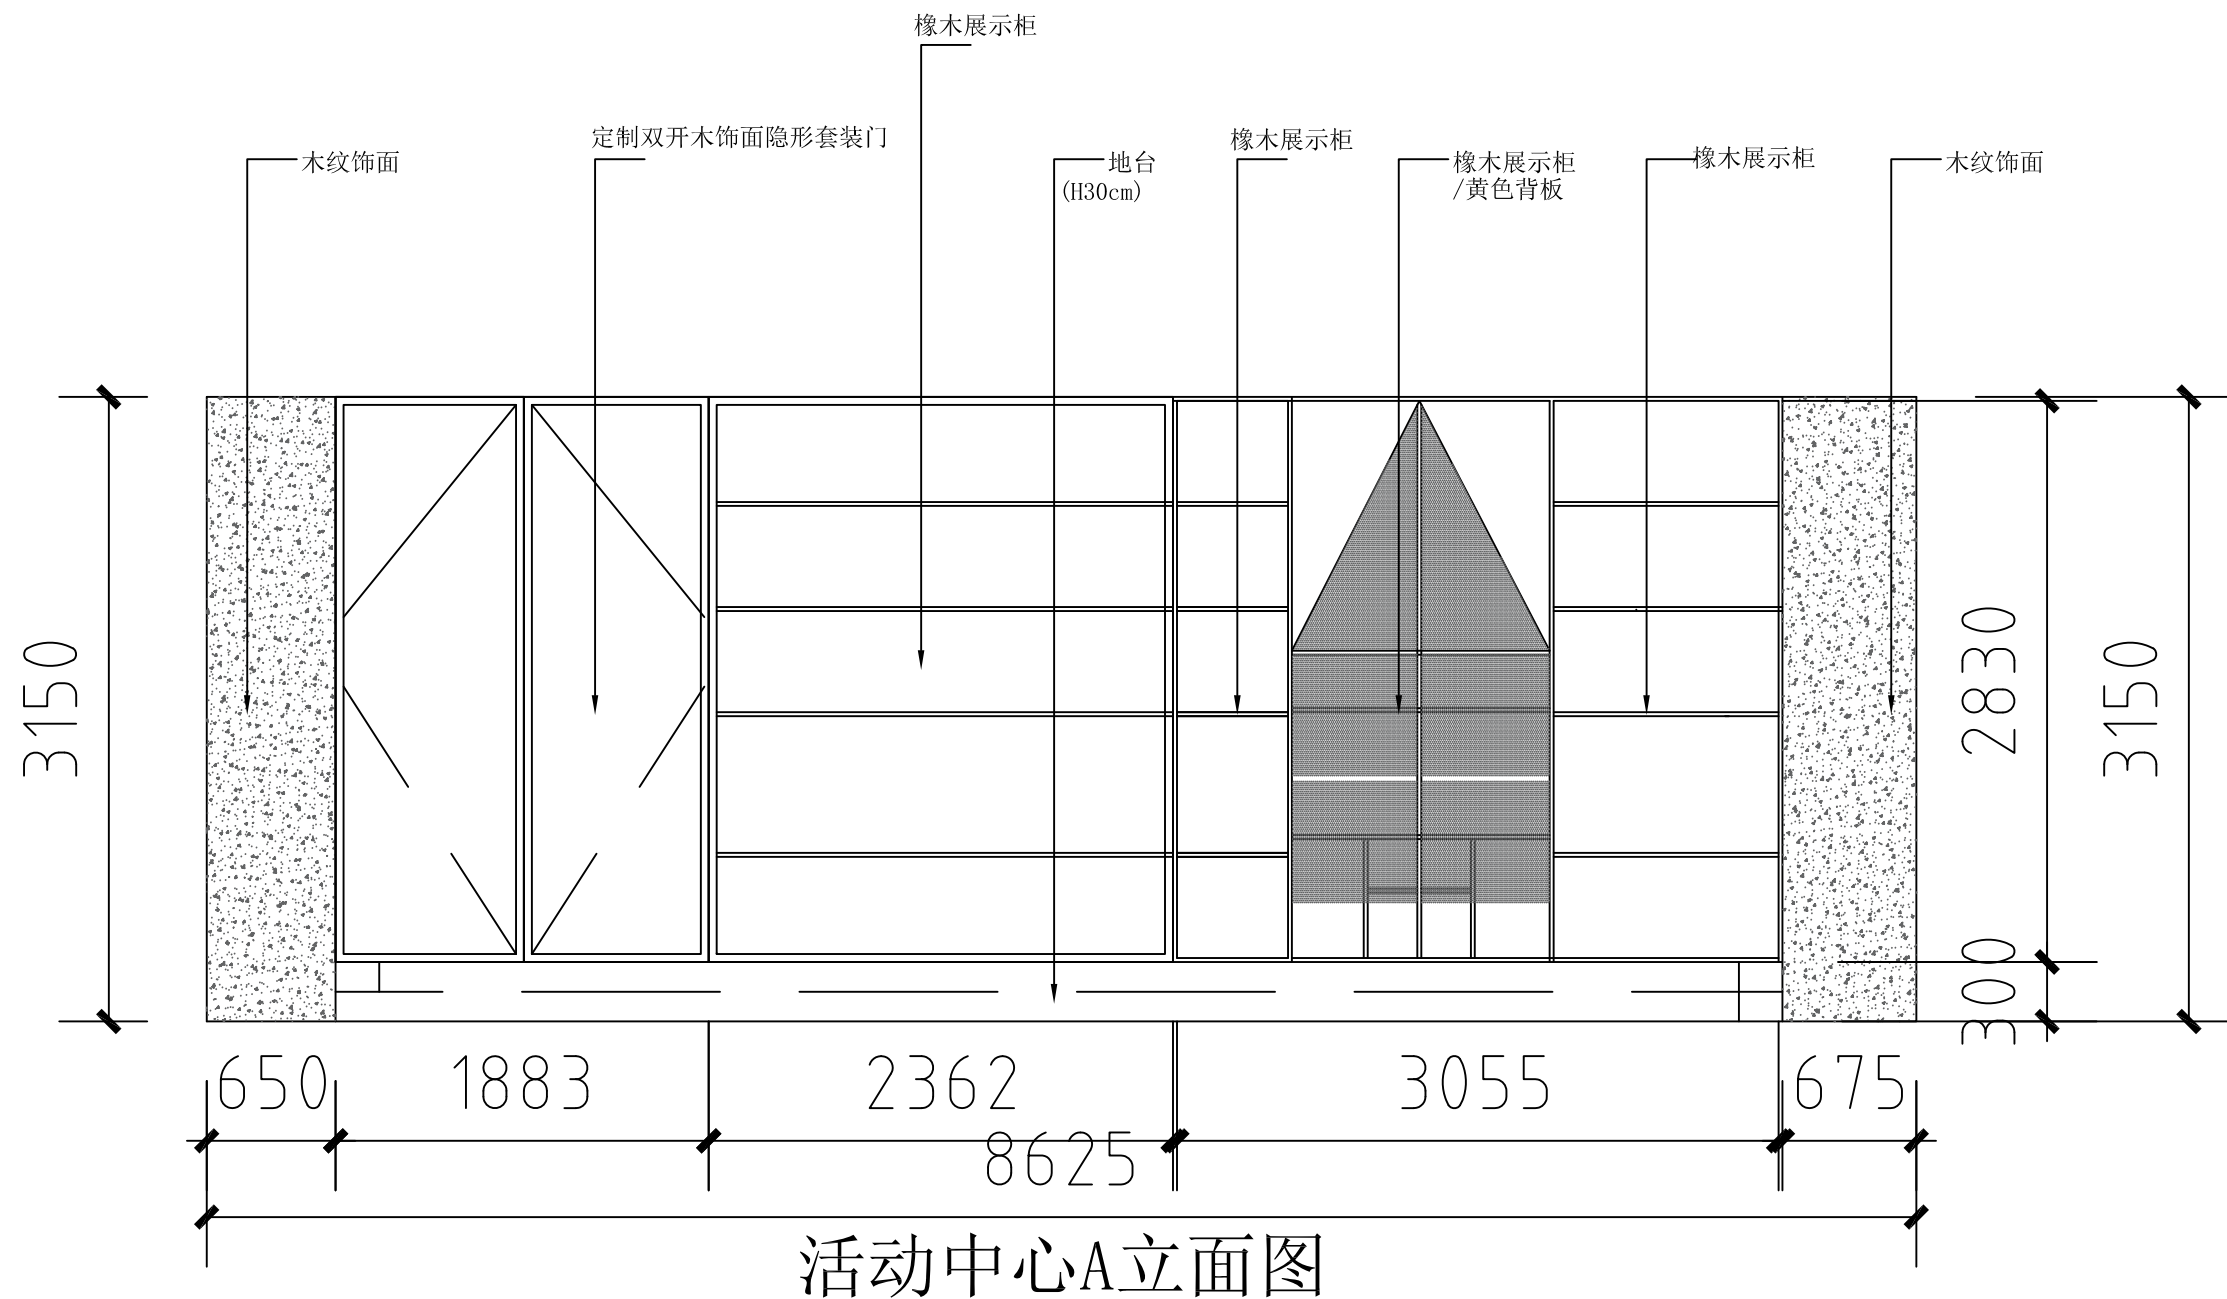 橡木展示柜
定制双开木饰面隐形套装门
橡木展示柜
木纹饰面
地台
(H30cm)
橡木展示柜
/黄色背板
橡木展示柜
木纹饰面
3150
2830
300
3150
650
1883
2362
3055
675
8625
活动中心A立面图